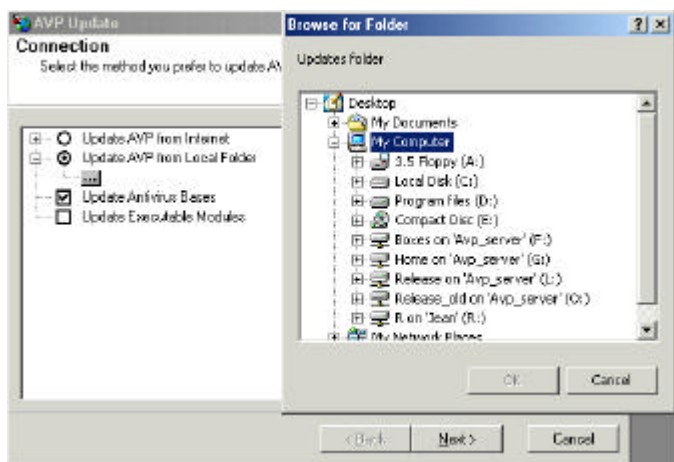 AVP Update
Connection
Select the method you prefer to update AV
Update AVP from Internet
Update AVP from Local Folder
...
Update Antivirus Bases
Update Executable Modules
Browse for Folder
Updates folder
Desktop
My Documents
My Computer
3.5 Floppy (A:)
Local Disk (C:)
Program files (D:)
Compact Disc (E:)
Boxes on 'Avp_server' (F:)
Home on 'Avp_server' (G:)
Release on 'Avp_server' (L:)
Release_old on 'Avp_server' (O:)
R on 'Jean' (R:)
My Network Places
OK
Cancel
< Back
Next >
Cancel